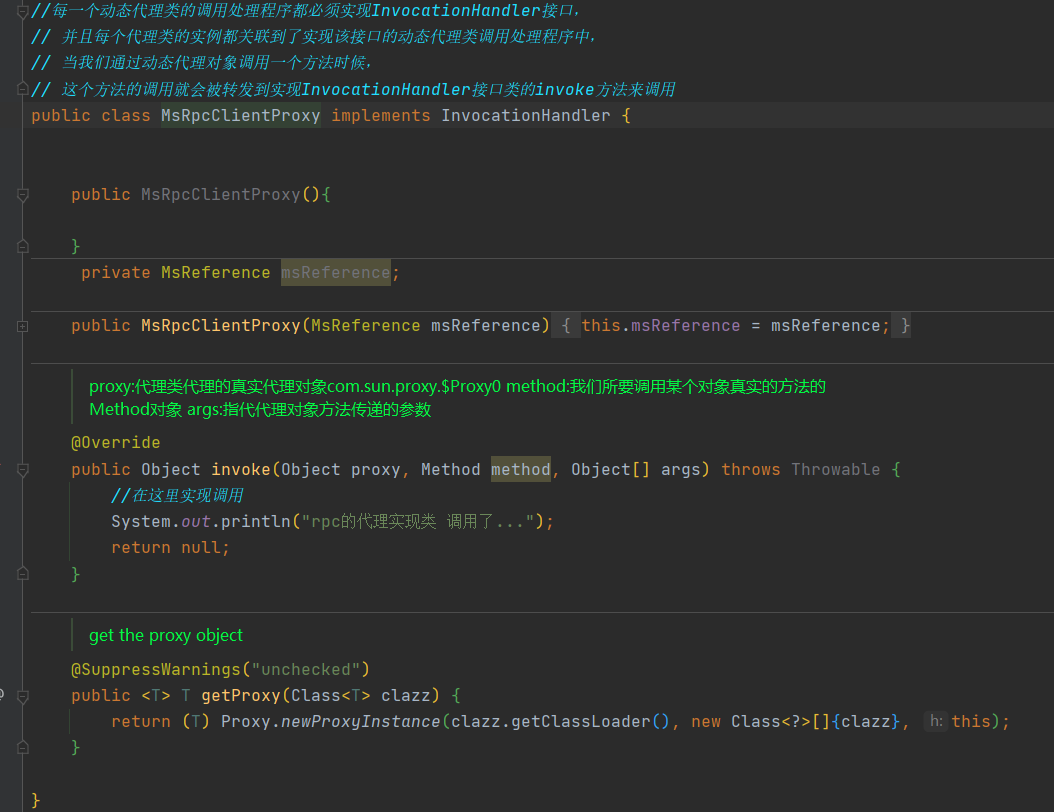 //每一个动态代理类的调用处理程序都必须实现InvocationHandler接口,
// 并且每个代理类的实例都关联到了实现该接口的动态代理类调用处理程序中,
// 当我们通过动态代理对象调用一个方法时候,
// 这个方法的调用就会被转发到实现InvocationHandler接口类的invoke方法来调用
public class MsRpcClientProxy implements InvocationHandler {
public MsRpcClientProxy(){
}
private MsReference msReference;
public MsRpcClientProxy(MsReference msReference) { this.msReference = msReference; }
proxy:代理类代理的真实代理对象com.sun.proxy.$Proxy0 method:我们所要调用某个对象真实的方法的
Method对象 args:指代代理对象方法传递的参数
@Override
public Object invoke(Object proxy, Method method, Object[] args) throws Throwable {
//在这里实现调用
System.out.println("rpc的代理实现类 调用了...");
return null;
}
get the proxy object
@SuppressWarnings("unchecked")
public <T> T getProxy(Class<T> clazz) {
return (T) Proxy.newProxyInstance(clazz.getClassLoader(), new Class<?>[]{clazz}, h: this);
}
}